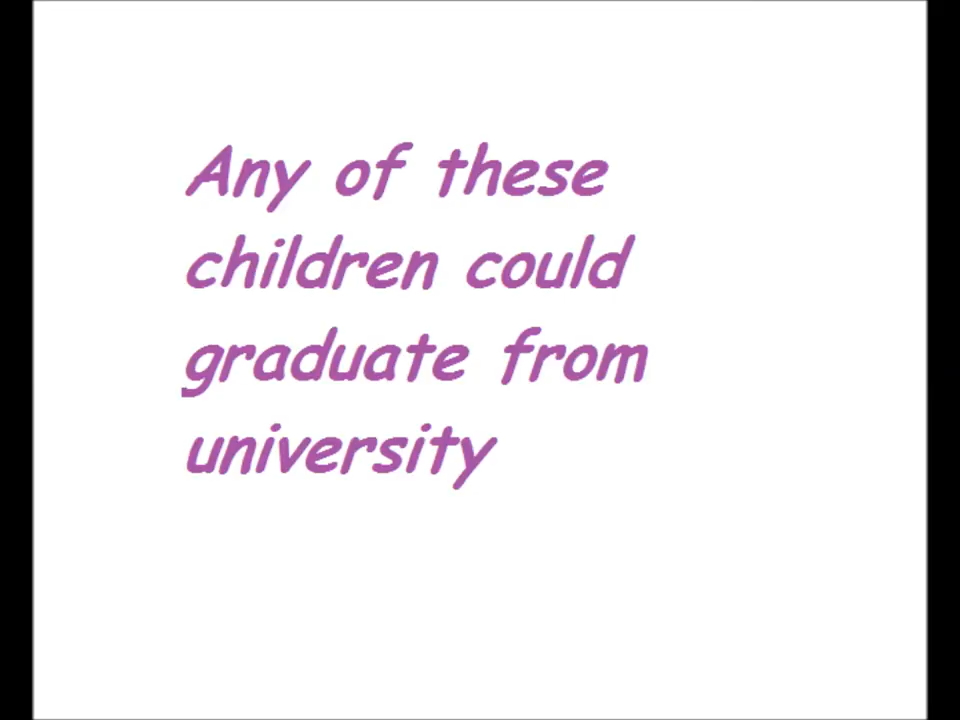 Any of these
children could
graduate from
university